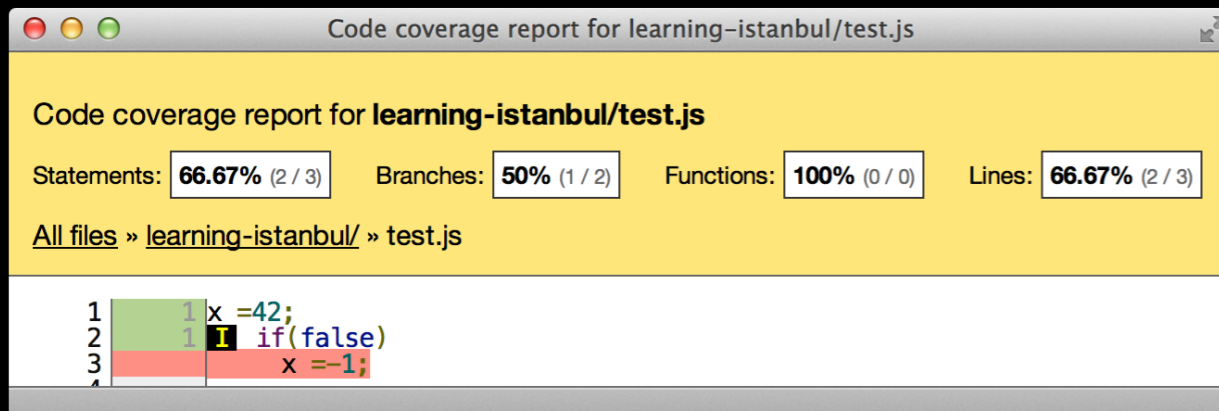 Code coverage report for learning-istanbul/test.js
Code coverage report for learning-istanbul/test.js
Statements: 66.67% (2 / 3) Branches: 50% (1 / 2) Functions: 100% (0 / 0) Lines: 66.67% (2 / 3)
All files » learning-istanbul/ » test.js
1 1 x =42;
2 1 I if(false)
3 x =-1;